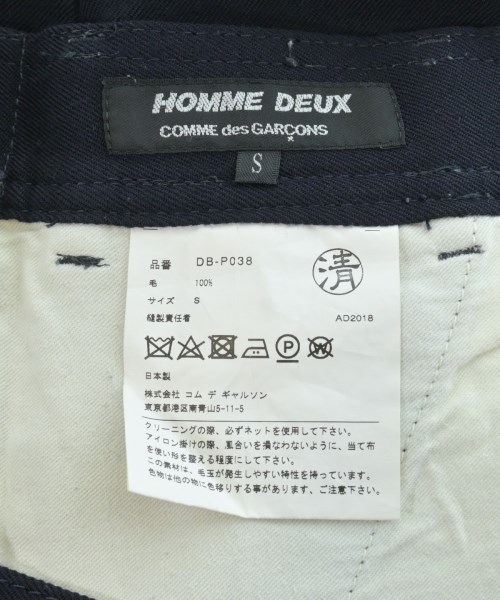 HOMME DEUX
COMME des GARÇONS
S
品番 DB-P038
毛 100%
サイズ S
縫製責任者 清
AD2018
P W
日本製
株式会社 コム デ ギャルソン
東京都港区南青山5-11-5
クリーニングの際、必ずネットを使用して下さい。
アイロン掛けの際、風合いを損なわないように、当て布
を使い形を整える程度にして下さい。
この素材は、毛玉が発生しやすい特性を持っています。
色物は他の物に色移りする事があります、ご注意下さい。